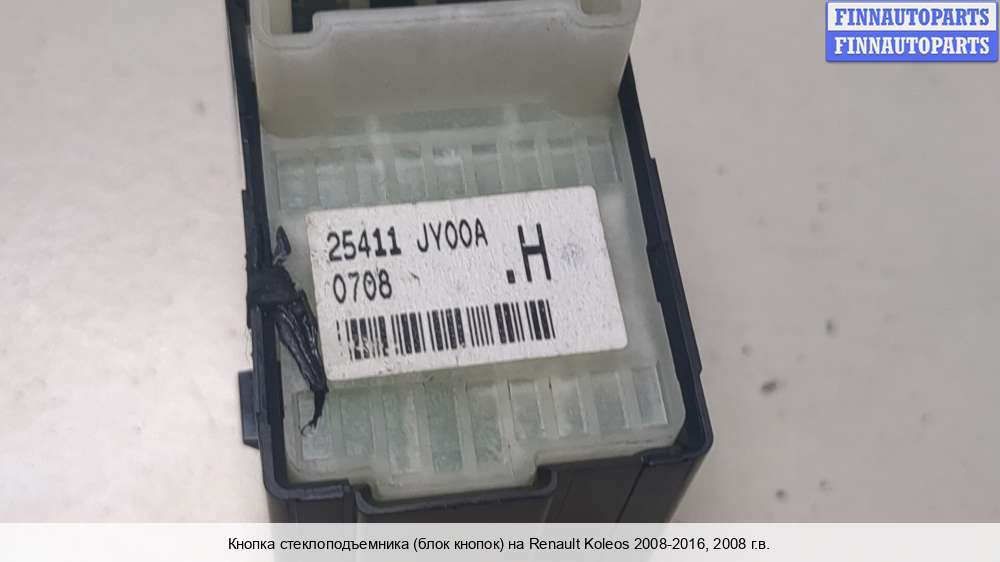 FINNAUTOPARTS
FINNAUTOPARTS
25411 JY00A
0708
.H
Кнопка стеклоподъемника (блок кнопок) на Renault Koleos 2008-2016, 2008 г.в.